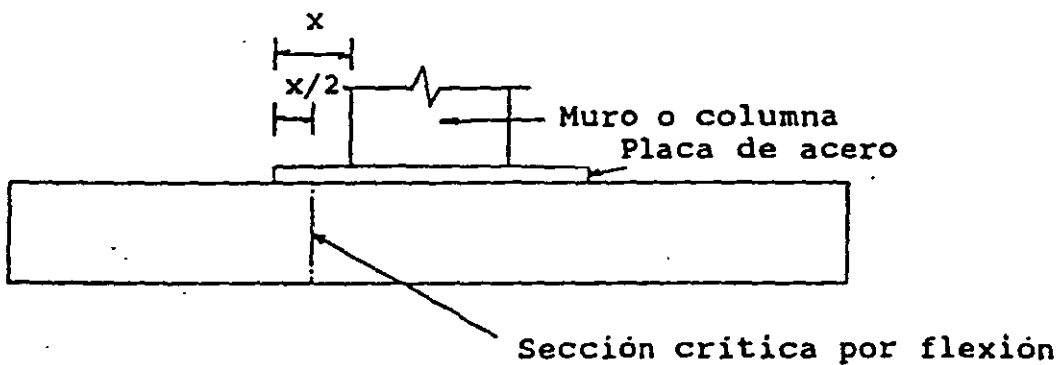 x
x/2
Muro o columna
Placa de acero
Sección crítica por flexión